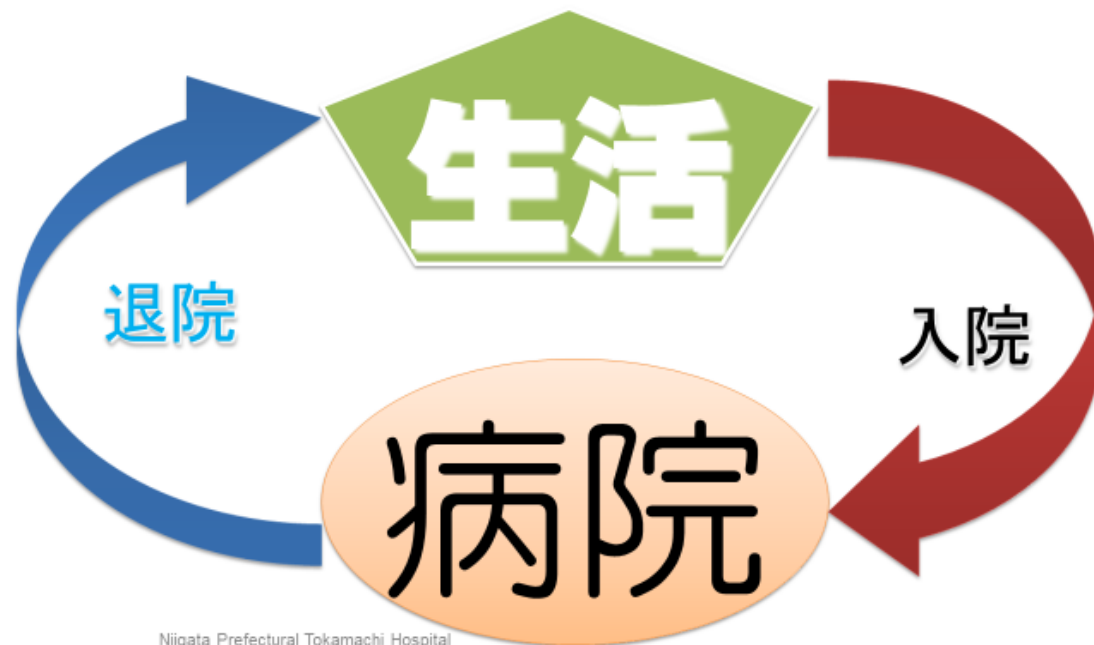 生活
退院
入院
病院
Niigata Prefectural Tokamachi Hospital